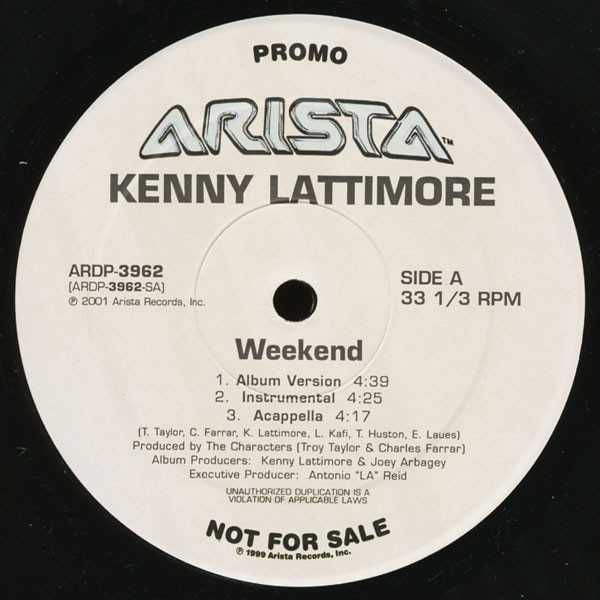 PROMO
ARISTA™
KENNY LATTIMORE
ARDP-3962
(ARDP-3962-SA)
℗ 2001 Arista Records, Inc.
SIDE A
33 1/3 RPM
Weekend
1. Album Version 4:39
2. Instrumental 4:25
3. Acappella 4:17
(T. Taylor, C. Farrar, K. Lattimore, L. Kafi, T. Huston, E. Laues)
Produced by The Characters (Troy Taylor & Charles Farrar)
Album Producers: Kenny Lattimore & Joey Arbagey
Executive Producer: Antonio "LA" Reid
UNAUTHORIZED DUPLICATION IS A
VIOLATION OF APPLICABLE LAWS
NOT FOR SALE
℗ 1999 Arista Records, Inc.